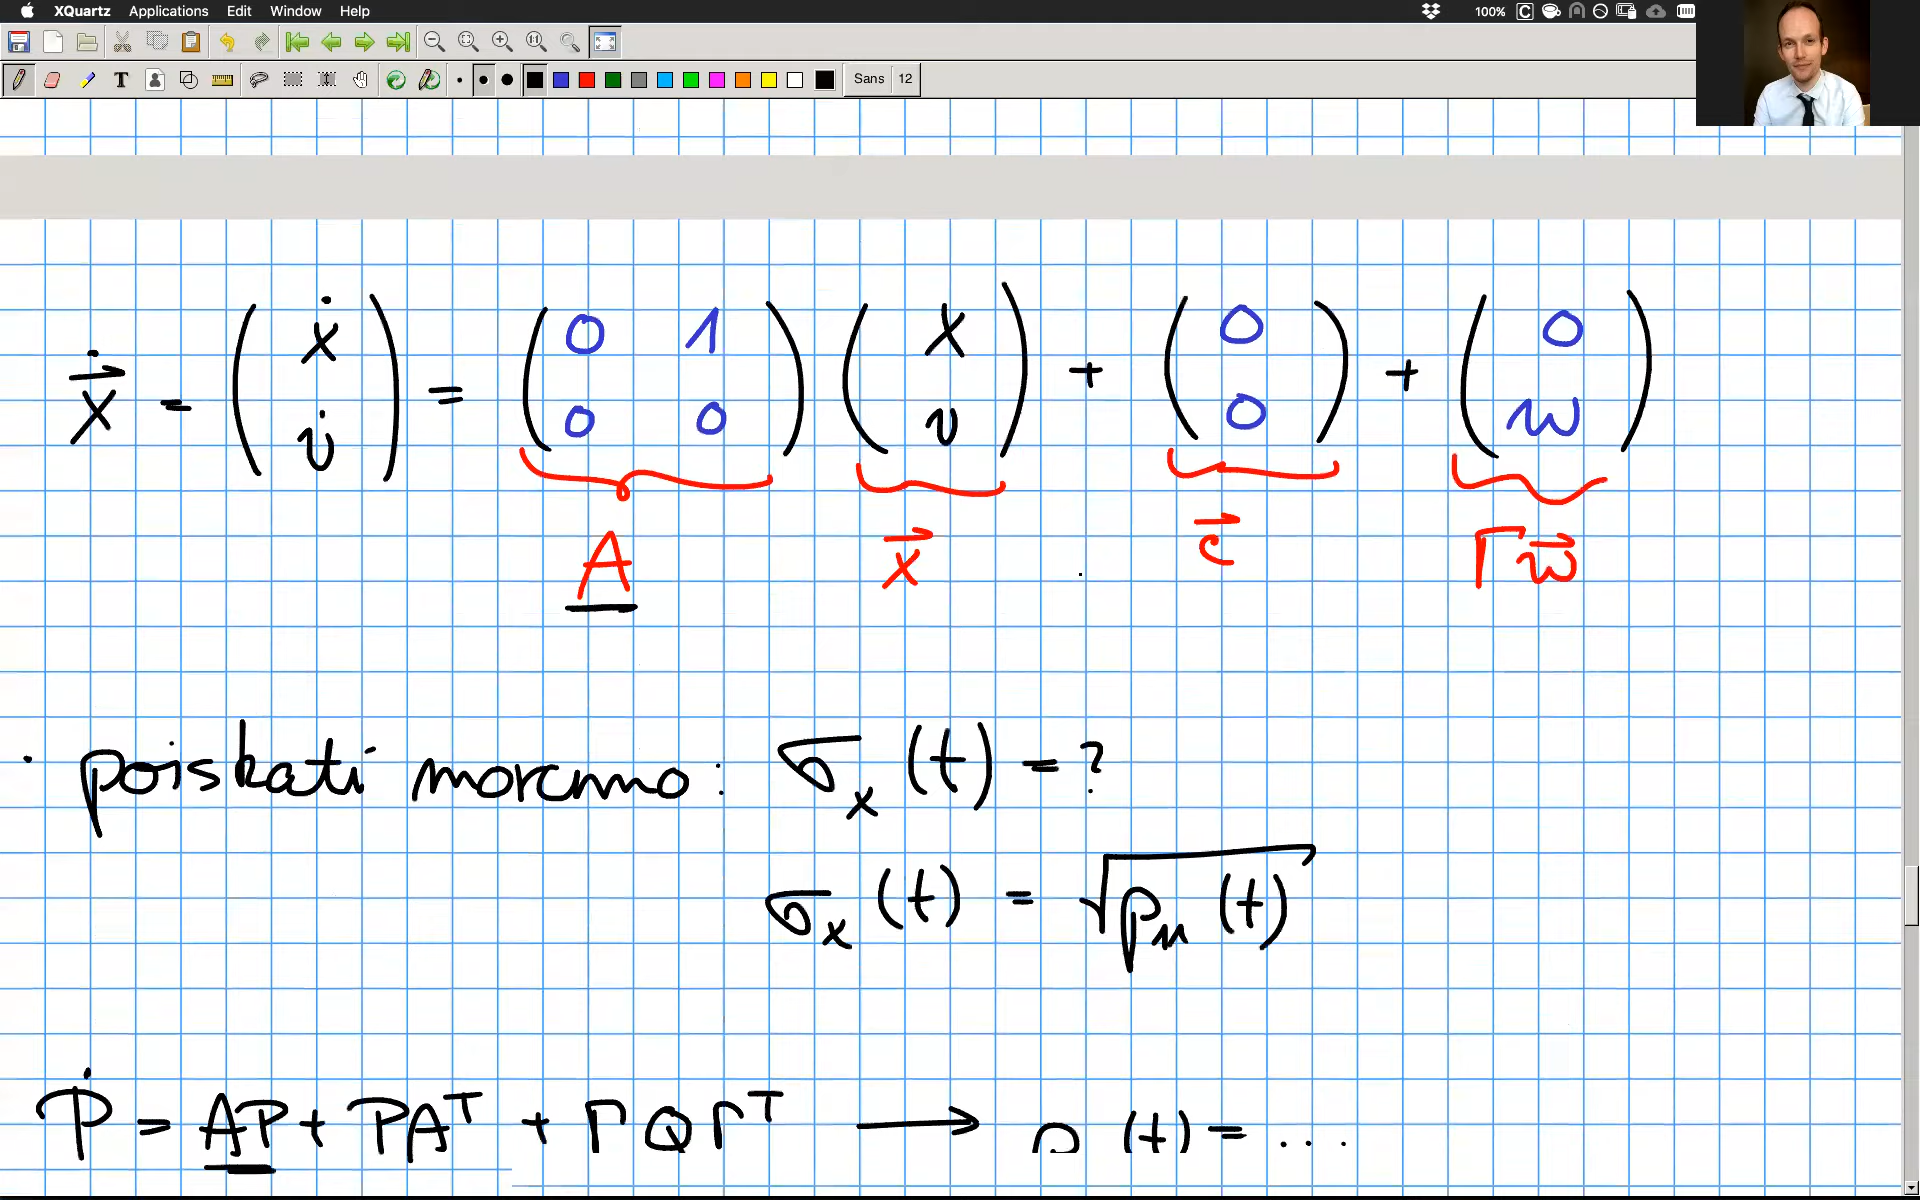 XQuartz Applications Edit Window Help 100%
T Sans 12
ẋ⃗ = (ẋ v̇) = (0 1 0 0) (x v) + (0 0) + (0 w)
A x⃗ c⃗ Γw⃗
· poiskati moramo: σₓ(t) = ?
σₓ(t) = √p₁₁(t)
Ṗ = AP + PAᵀ + ΓQΓᵀ → (t) = ...